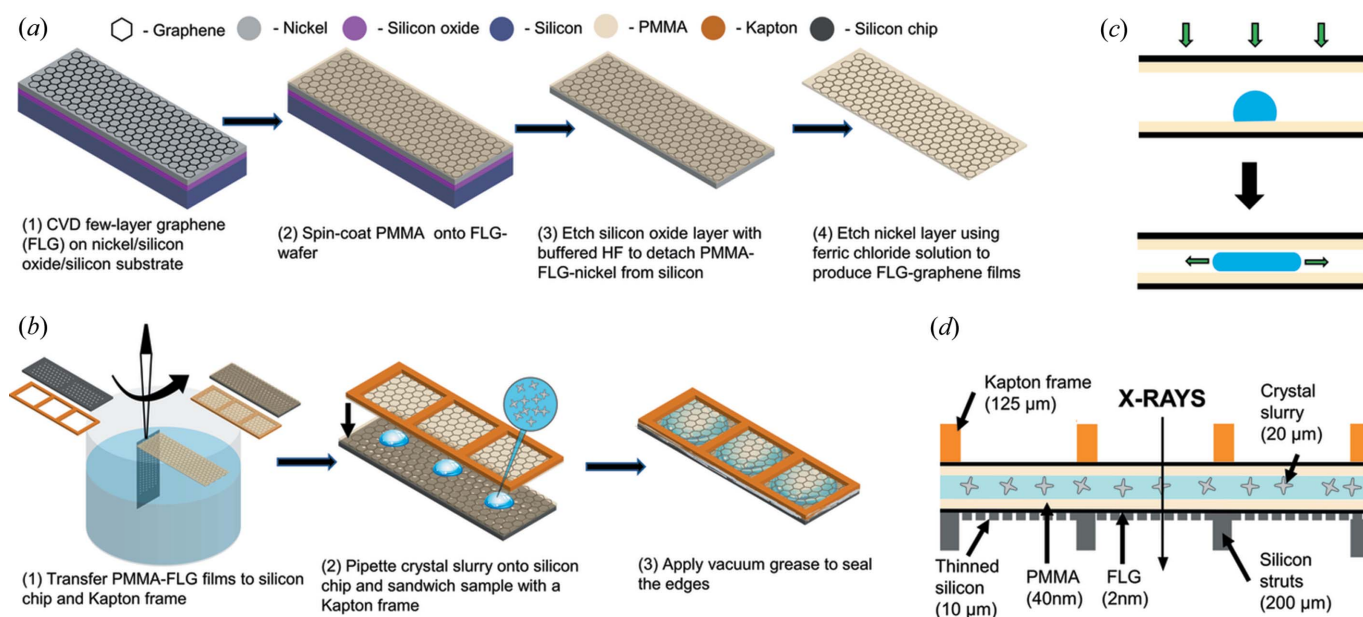 (a)
- Graphene - Nickel - Silicon oxide - Silicon - PMMA - Kapton - Silicon chip
(1) CVD few-layer graphene
(FLG) on nickel/silicon
oxide/silicon substrate
(2) Spin-coat PMMA onto FLG-
wafer
(3) Etch silicon oxide layer with
buffered HF to detach PMMA-
FLG-nickel from silicon
(4) Etch nickel layer using
ferric chloride solution to
produce FLG-graphene films
(c)
(b)
(1) Transfer PMMA-FLG films to silicon
chip and Kapton frame
(2) Pipette crystal slurry onto silicon
chip and sandwich sample with a
Kapton frame
(3) Apply vacuum grease to seal
the edges
(d)
Kapton frame
(125 μm)
X-RAYS
Crystal
slurry
(20 μm)
Thinned
silicon
(10 μm)
PMMA
(40nm)
FLG
(2nm)
Silicon
struts
(200 μm)